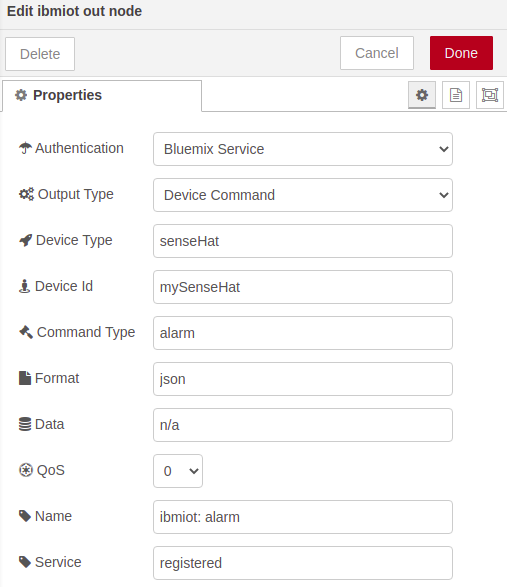 Edit ibmiot out node
Delete Cancel Done
Properties
Authentication Bluemix Service
Output Type Device Command
Device Type senseHat
Device Id mySenseHat
Command Type alarm
Format json
Data n/a
QoS 0
Name ibmiot: alarm
Service registered